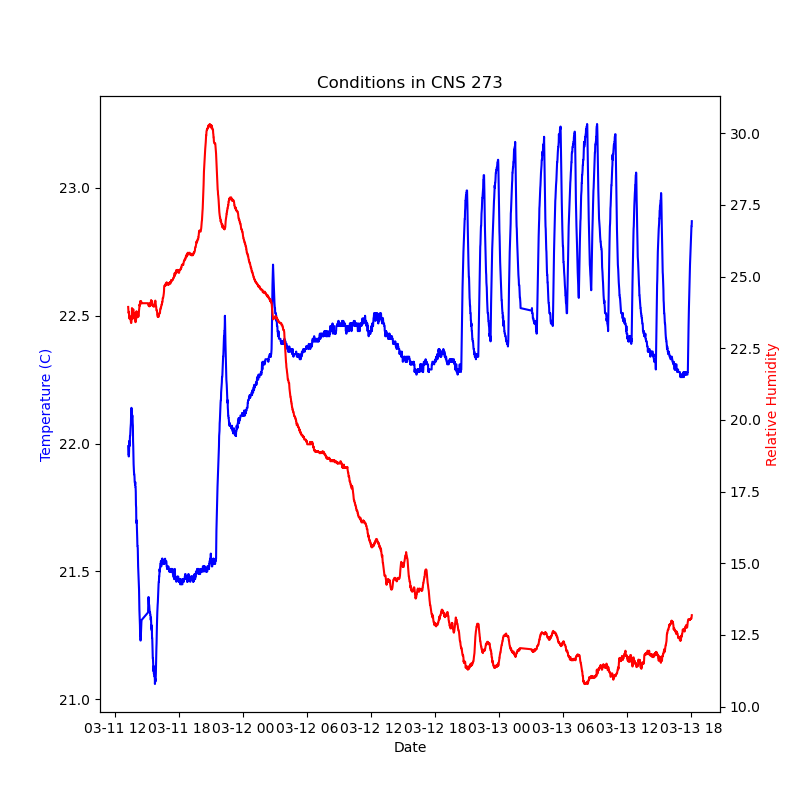 Conditions in CNS 273
23.0
22.5
22.0
21.5
21.0
Temperature (C)
30.0
27.5
25.0
22.5
20.0
17.5
15.0
12.5
10.0
Relative Humidity
03-11 12 03-11 18 03-12 00 03-12 06 03-12 12 03-12 18 03-13 00 03-13 06 03-13 12 03-13 18
Date